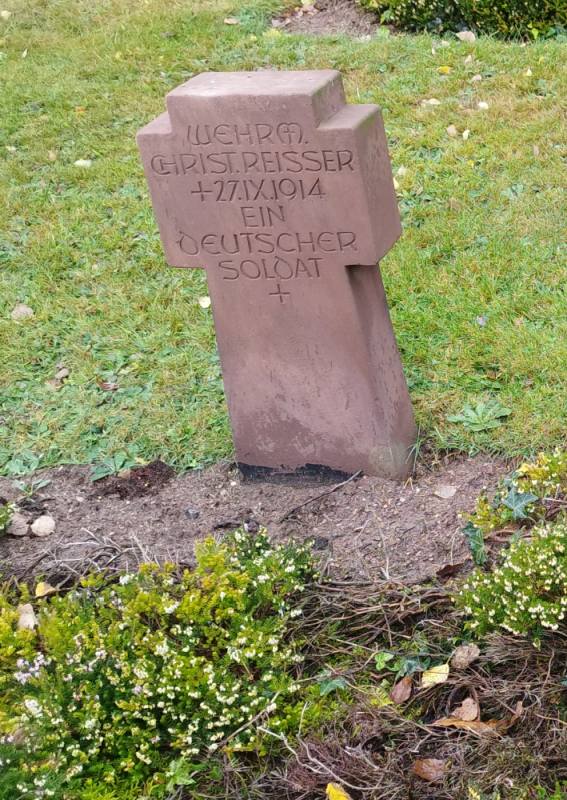 WEHRM.
CHRIST.REISSER
+27.IX.1914
EIN
DEUTSCHER
SOLDAT
+